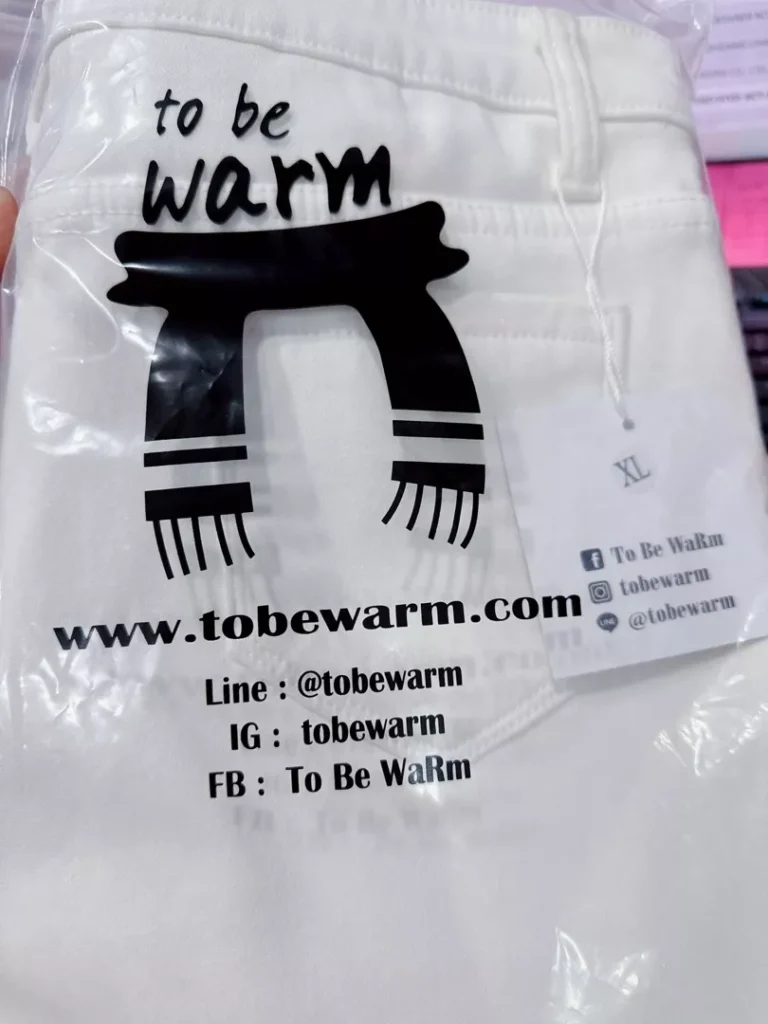 to be
warm
www.tobewarm.com
Line : @tobewarm
IG : tobewarm
FB : To Be WaRm
XL
To Be WaRm
tobewarm
LINE @tobewarm